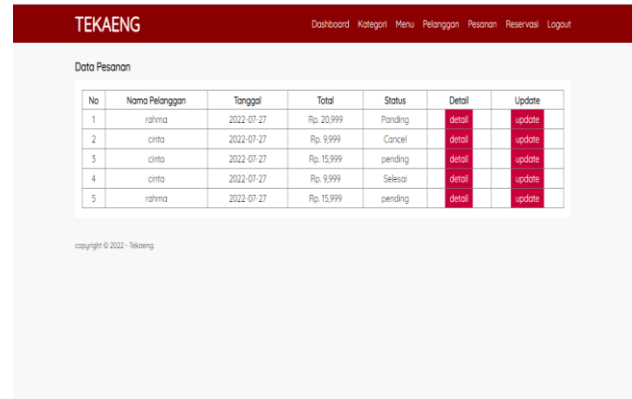 TEKAENG Dashboard Kategori Menu Pelanggan Pesanan Reservasi Logout
Data Pesanan
No Nama Pelanggan Tanggal Total Status Detail Update
1 rahma 2022-07-27 Rp. 20,999 Panding detail update
2 cinta 2022-07-27 Rp. 9,999 Cancel detail update
3 cinta 2022-07-27 Rp. 15,999 pending detail update
4 cinta 2022-07-27 Rp. 9,999 Selesai detail update
5 rahma 2022-07-27 Rp. 15,999 pending detail update
copyright © 2022 - Tekaeng.